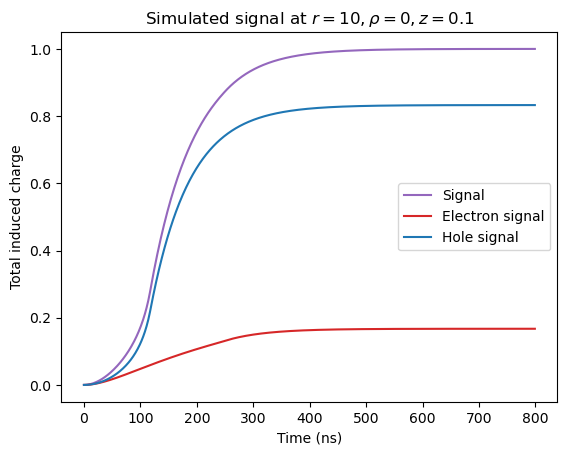 Simulated signal at r = 10, ρ = 0, z = 0.1
1.0
0.8
0.6
0.4
0.2
0.0
Total induced charge
Signal
Electron signal
Hole signal
0 100 200 300 400 500 600 700 800
Time (ns)